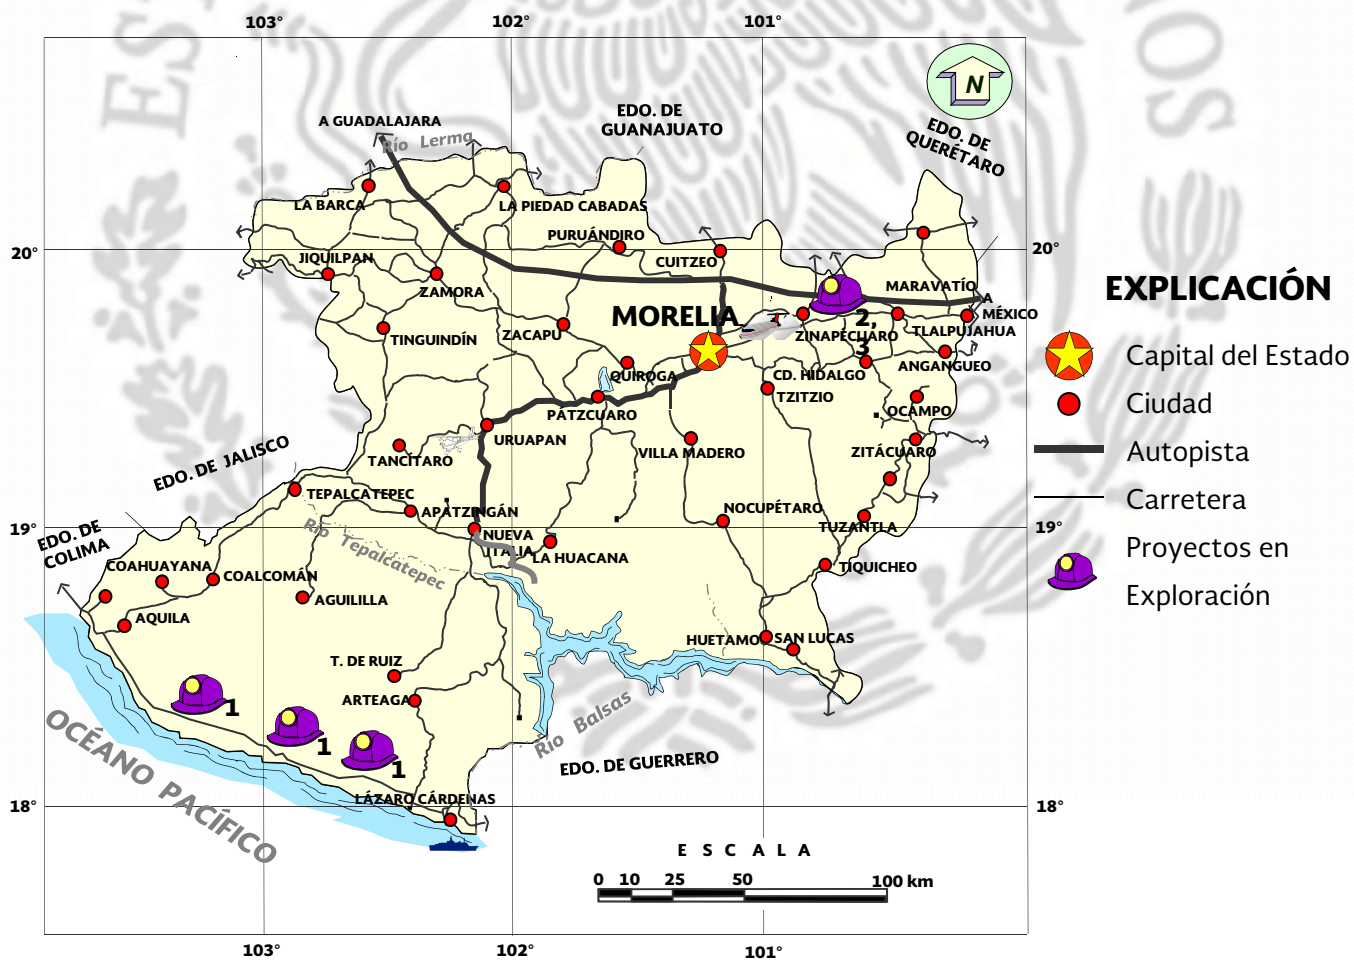 103°
102°
101°
N
EDO. DE
QUERÉTARO
EDO. DE
GUANAJUATO
A GUADALAJARA
Río Lerma
LA BARCA
LA PIEDAD CABADAS
PURUÁNDIRO
20°
20°
JIQUILPAN
CUITZEO
ZAMORA
MARAVATÍO
A
MÉXICO
EXPLICACIÓN
MORELIA
2,
3
TINGUINDÍN
ZACAPU
ZINAPÉCHARO
TLALPUJAHUA
Capital del Estado
QUIROGA
CD. HIDALGO
ANGANGUEO
TZITZIO
PÁTZCUARO
OCAMPO
Ciudad
URUAPAN
EDO. DE JALISCO
TANCÍTARO
VILLA MADERO
ZITÁCUARO
Autopista
TEPALCATEPEC
APATZINGÁN
NOCUPÉTARO
Carretera
EDO. DE
COLIMA
19°
Río Tepalcatepec
NUEVA
ITALIA
TUZANTLA
19°
LA HUACANA
Proyectos en
Exploración
COAHUAYANA
COALCOMÁN
TIQUICHEO
AGUILILLA
AQUILA
HUETAMO
SAN LUCAS
T. DE RUIZ
ARTEAGA
1
1
1
OCÉANO PACÍFICO
Río Balsas
EDO. DE GUERRERO
LÁZARO CÁRDENAS
18°
18°
ESCALA
0 10 25 50 100 km
103°
102°
101°